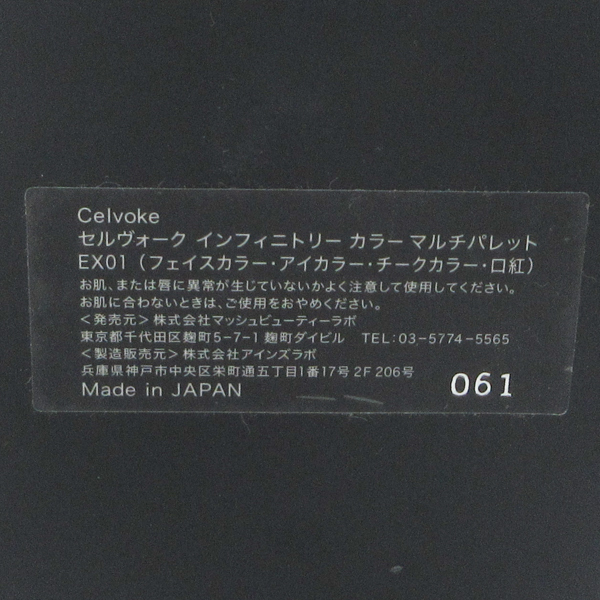 Celvoke
セルヴォーク インフィニトリー カラー マルチパレット
EX01（フェイスカラー・アイカラー・チークカラー・口紅）
お肌、または唇に異常が生じていないかよく注意して使用してください。
お肌に合わないときは、ご使用をおやめください。
＜発売元＞株式会社マッシュビューティーラボ
東京都千代田区麹町5-7-1 麹町ダイビル TEL:03-5774-5565
＜製造販売元＞株式会社アインズラボ
兵庫県神戸市中央区栄町通五丁目1番17号 2F 206号
Made in JAPAN 061